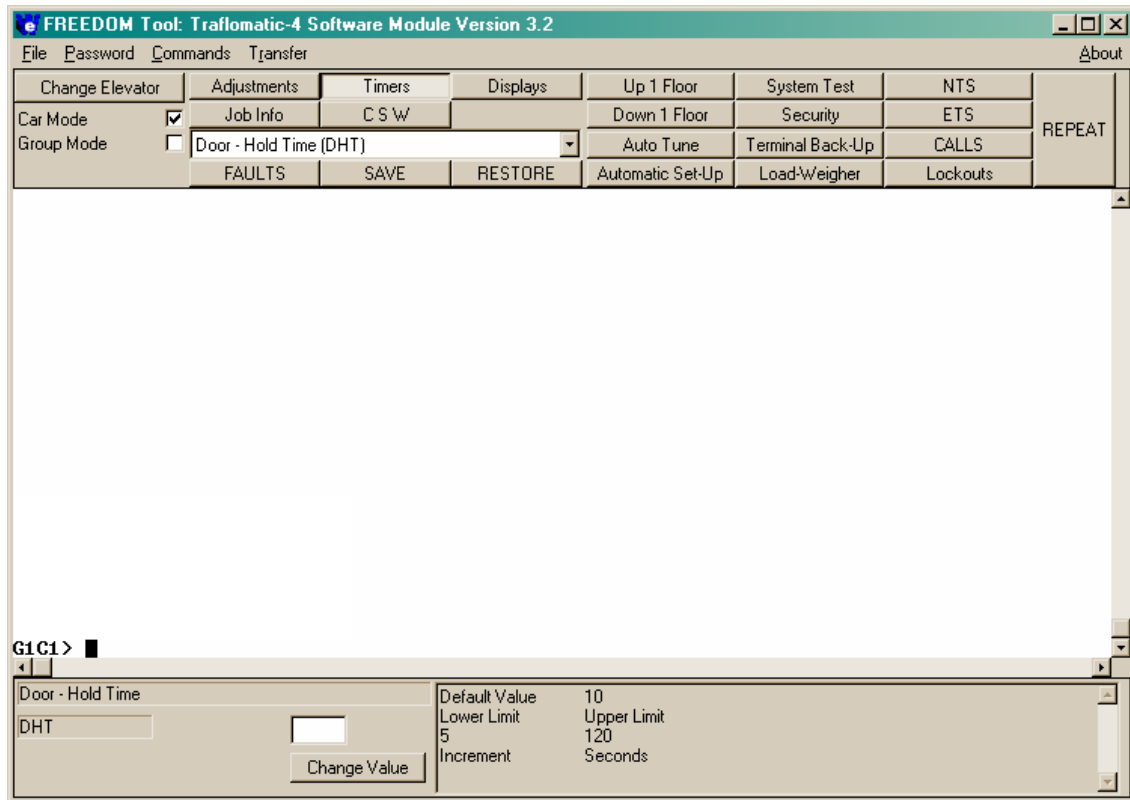 FREEDOM Tool: Traflomatic-4 Software Module Version 3.2
File Password Commands Transfer About
Change Elevator Adjustments Timers Displays Up 1 Floor System Test NTS
Car Mode Job Info C S W Down 1 Floor Security ETS
REPEAT
Group Mode Door - Hold Time (DHT) Auto Tune Terminal Back-Up CALLS
FAULTS SAVE RESTORE Automatic Set-Up Load-Weigher Lockouts
G1C1>
Door - Hold Time
DHT
Change Value
Default Value 10
Lower Limit Upper Limit
5 120
Increment Seconds